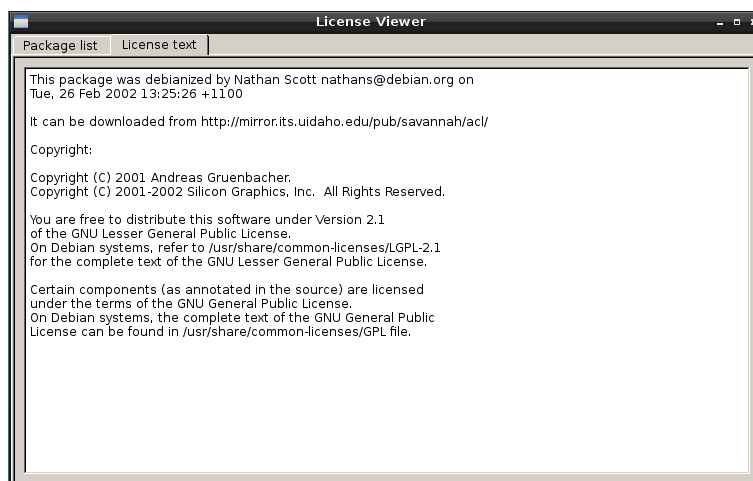 License Viewer
Package list
License text
This package was debianized by Nathan Scott nathans@debian.org on
Tue, 26 Feb 2002 13:25:26 +1100
It can be downloaded from http://mirror.its.uidaho.edu/pub/savannah/acl/
Copyright:
Copyright (C) 2001 Andreas Gruenbacher.
Copyright (C) 2001-2002 Silicon Graphics, Inc.  All Rights Reserved.
You are free to distribute this software under Version 2.1
of the GNU Lesser General Public License.
On Debian systems, refer to /usr/share/common-licenses/LGPL-2.1
for the complete text of the GNU Lesser General Public License.
Certain components (as annotated in the source) are licensed
under the terms of the GNU General Public License.
On Debian systems, the complete text of the GNU General Public
License can be found in /usr/share/common-licenses/GPL file.